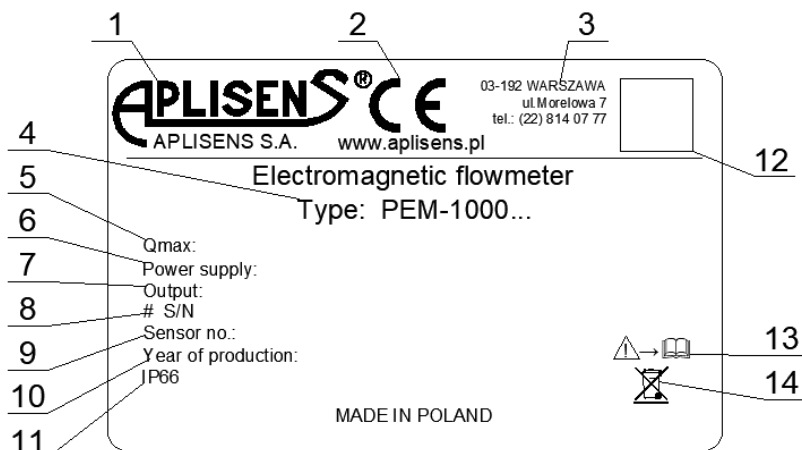 1 2 3
APLISENS® CE
03-192 WARSZAWA
ul.Morelowa 7
tel.: (22) 814 07 77
APLISENS S.A. www.aplisens.pl
4
12
Electromagnetic flowmeter
Type: PEM-1000...
5 Qmax:
6 Power supply:
7 Output:
8 # S/N
9 Sensor no.:
10 Year of production:
11 IP66
13
14
MADE IN POLAND